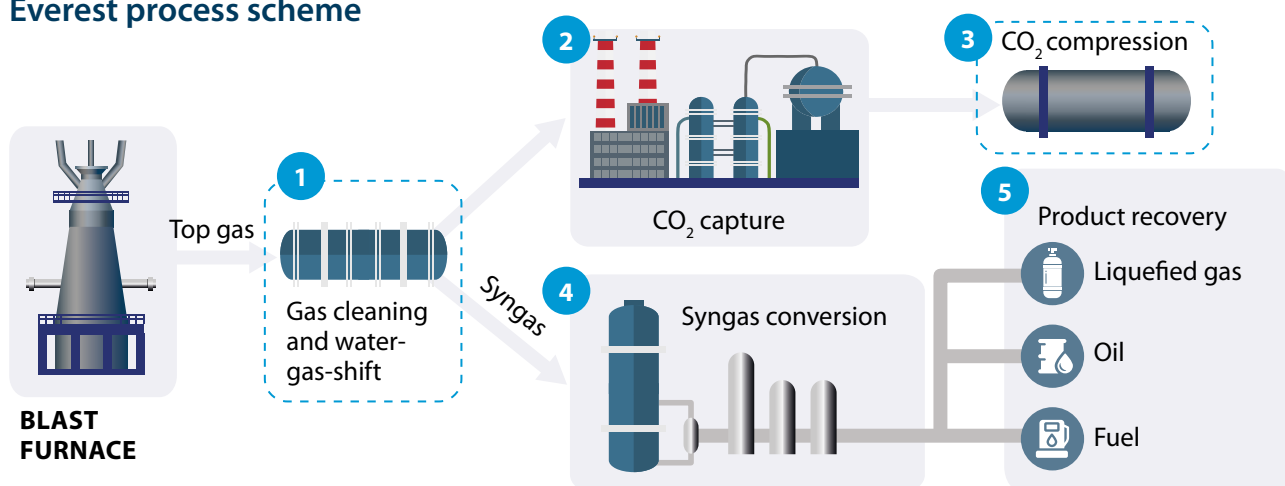 Everest process scheme
BLAST
FURNACE
Top gas
1
Gas cleaning
and water-
gas-shift
2
CO₂ capture
3
CO₂ compression
Syngas
4
Syngas conversion
5
Product recovery
Liquefied gas
Oil
Fuel